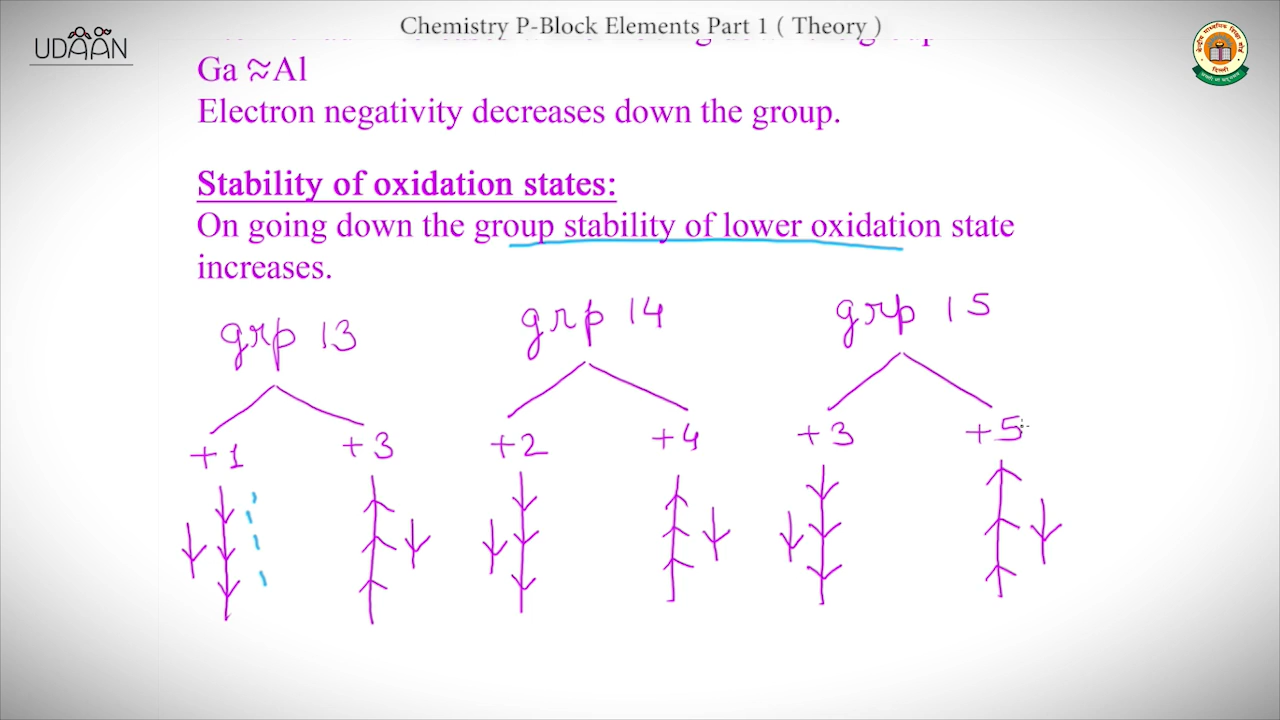 Chemistry P-Block Elements Part 1 ( Theory )
UDAAN
Ga ≈Al
Electron negativity decreases down the group.
Stability of oxidation states:
On going down the group stability of lower oxidation state
increases.
grp 13 grp 14 grp 15
+1 +3 +2 +4 +3 +5